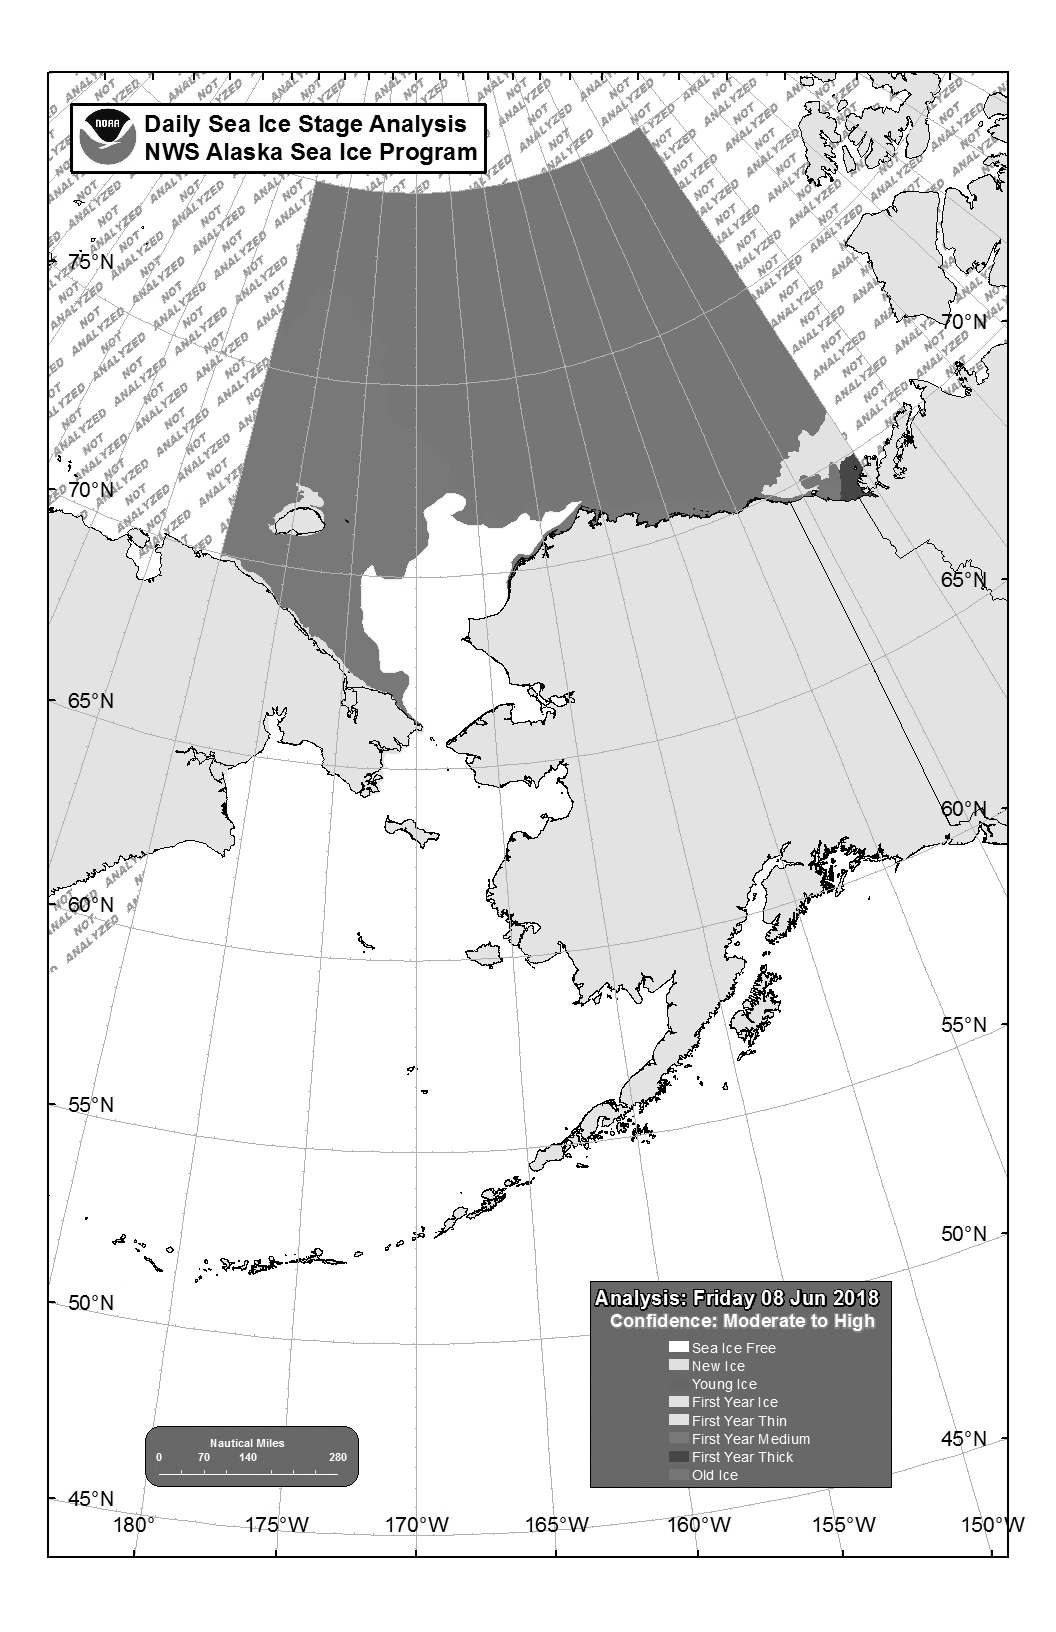 NOAA
Daily Sea Ice Stage Analysis
NWS Alaska Sea Ice Program
NOT
ANALYZED
75°N
70°N
70°N
65°N
65°N
60°N
60°N
55°N
55°N
50°N
50°N
45°N
45°N
Analysis: Friday 08 Jun 2018
Confidence: Moderate to High
Sea Ice Free
New Ice
Young Ice
First Year Ice
First Year Thin
First Year Medium
First Year Thick
Old Ice
Nautical Miles
0 70 140 280
180° 175°W 170°W 165°W 160°W 155°W 150°W